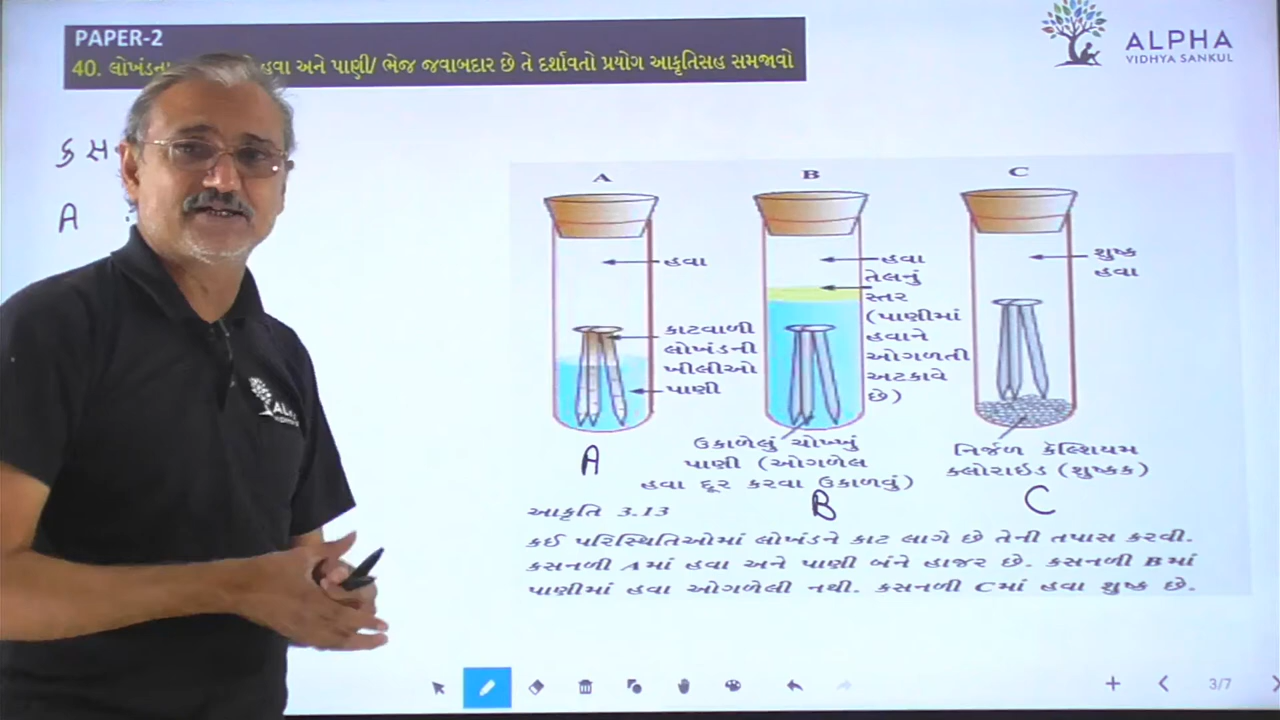 PAPER-2
40. લોખંડના હવા અને પાણી/ ભેજ જવાબદાર છે તે દર્શાવતો પ્રયોગ આકૃતિસહ સમજાવો
ALPHA
VIDHYA SANKUL
કસ
A :
A
B
C
હવા
કાટવાળી
લોખંડની
ખીલીઓ
પાણી
હવા
તેલનું
સ્તર
(પાણીમાં
હવાને
ઓગળતી
અટકાવે
છે)
શુષ્ક
હવા
ઉકાળેલું ચોખ્ખું
પાણી (ઓગળેલ
હવા દૂર કરવા ઉકાળવું)
નિર્જળ કૅલ્શિયમ
ક્લોરાઇડ (શુષ્કક)
A
B
C
આકૃતિ 3.13
કઈ પરિસ્થિતિઓમાં લોખંડને કાટ લાગે છે તેની તપાસ કરવી.
કસનળી Aમાં હવા અને પાણી બંને હાજર છે. કસનળી Bમાં
પાણીમાં હવા ઓગળેલી નથી. કસનળી Cમાં હવા શુષ્ક છે.
3/7